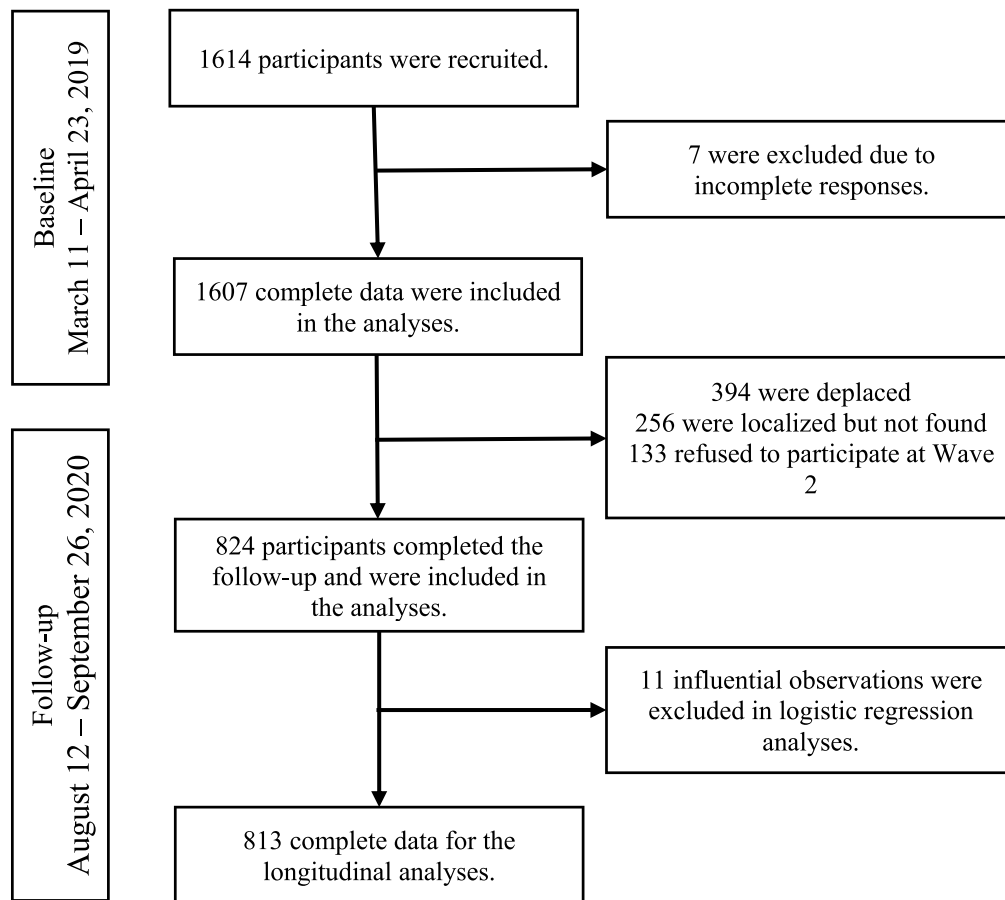 Baseline
March 11 – April 23, 2019
1614 participants were recruited.
7 were excluded due to
incomplete responses.
1607 complete data were included
in the analyses.
394 were deplaced
256 were localized but not found
133 refused to participate at Wave
2
Follow-up
August 12 – September 26, 2020
824 participants completed the
follow-up and were included in
the analyses.
11 influential observations were
excluded in logistic regression
analyses.
813 complete data for the
longitudinal analyses.